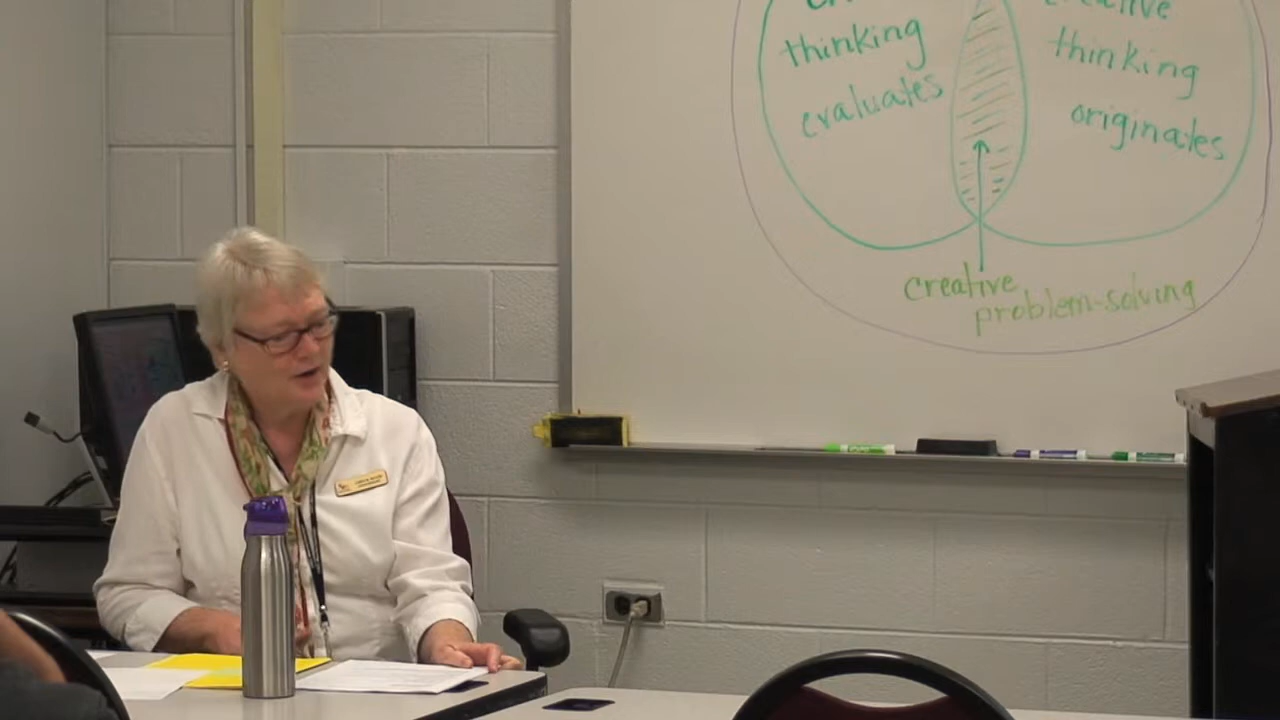 thinking
evaluates
thinking
originates
creative
problem-solving